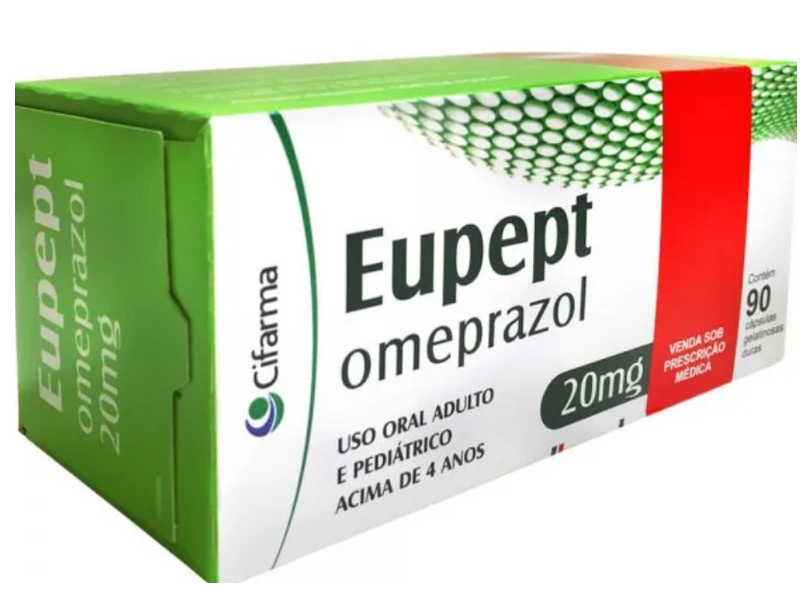 Eupept
omeprazol
20mg
Cifarma
Eupept
omeprazol
20mg
USO ORAL ADULTO
E PEDIÁTRICO
ACIMA DE 4 ANOS
VENDA SOB
PRESCRIÇÃO
MÉDICA
Contém
90
cápsulas
gelatinosas
duras